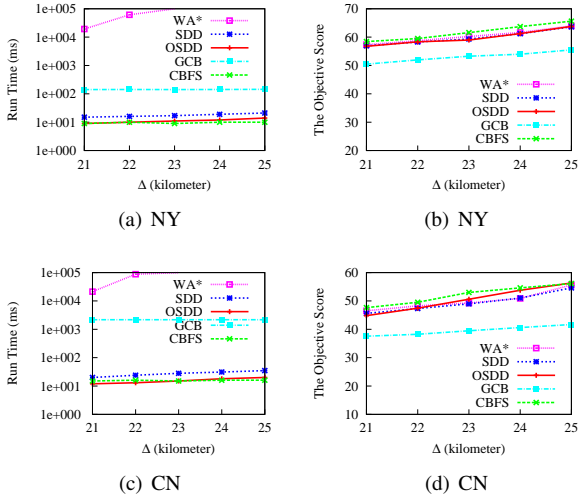 1e+005
1e+004
1e+003
1e+002
1e+001
1e+000
Run Time (ms)
WA*
SDD
OSDD
GCB
CBFS
21 22 23 24 25
Δ (kilometer)
(a) NY
70
60
50
40
30
20
The Objective Score
WA*
SDD
OSDD
GCB
CBFS
21 22 23 24 25
Δ (kilometer)
(b) NY
1e+005
1e+004
1e+003
1e+002
1e+001
1e+000
Run Time (ms)
WA*
SDD
OSDD
GCB
CBFS
21 22 23 24 25
Δ (kilometer)
(c) CN
60
50
40
30
20
10
The Objective Score
WA*
SDD
OSDD
GCB
CBFS
21 22 23 24 25
Δ (kilometer)
(d) CN